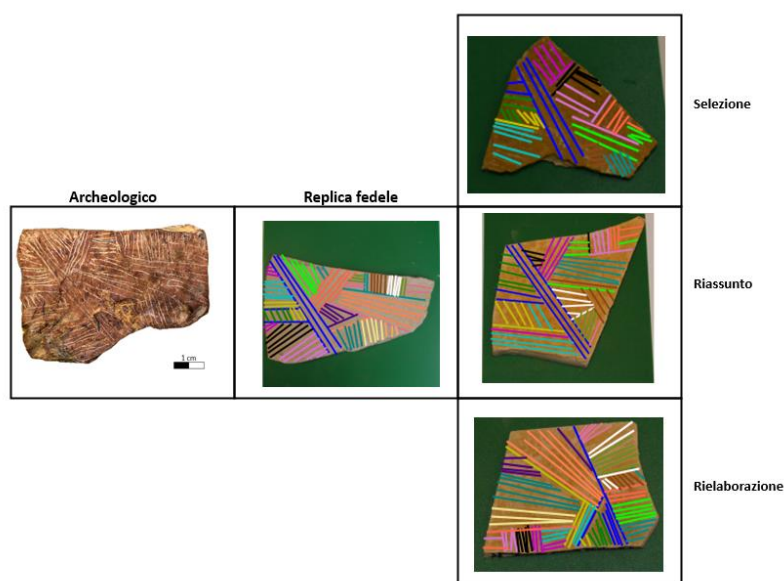 Selezione
Archeologico
Replica fedele
1 cm
Riassunto
Rielaborazione